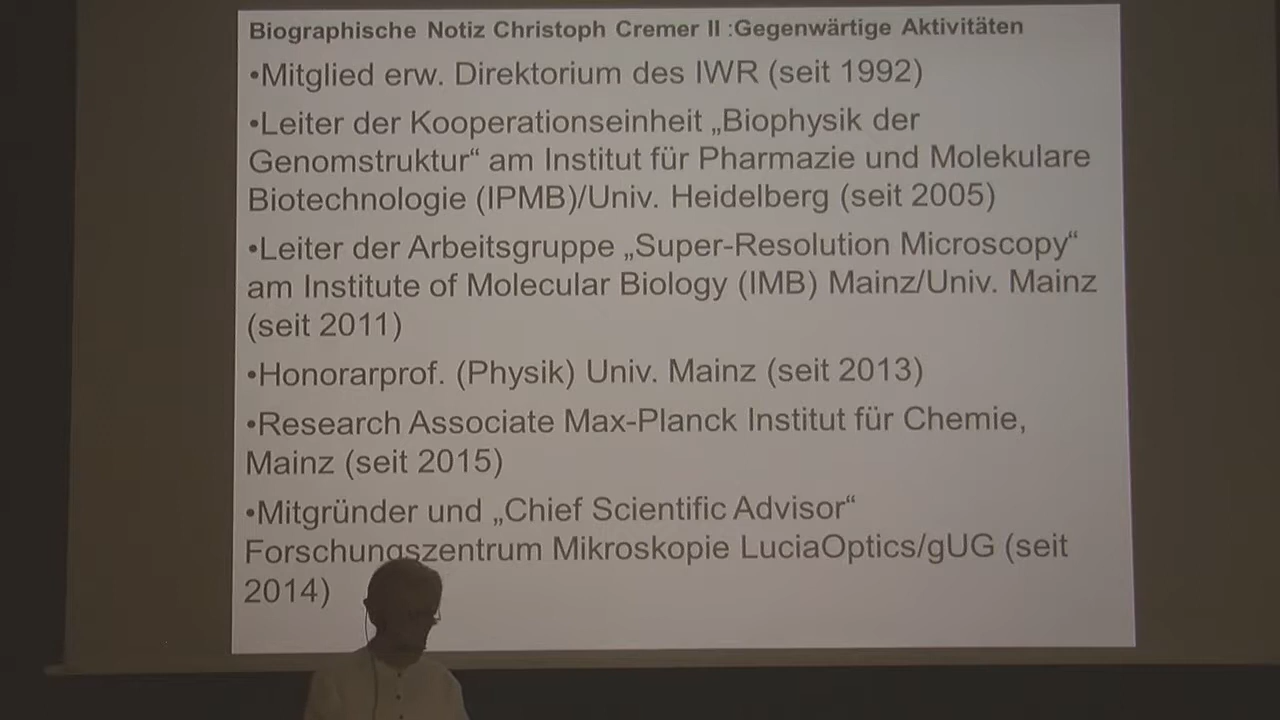 Biographische Notiz Christoph Cremer II :Gegenwärtige Aktivitäten
•Mitglied erw. Direktorium des IWR (seit 1992)
•Leiter der Kooperationseinheit „Biophysik der
Genomstruktur“ am Institut für Pharmazie und Molekulare
Biotechnologie (IPMB)/Univ. Heidelberg (seit 2005)
•Leiter der Arbeitsgruppe „Super-Resolution Microscopy“
am Institute of Molecular Biology (IMB) Mainz/Univ. Mainz
(seit 2011)
•Honorarprof. (Physik) Univ. Mainz (seit 2013)
•Research Associate Max-Planck Institut für Chemie,
Mainz (seit 2015)
•Mitgründer und „Chief Scientific Advisor“
Forschungszentrum Mikroskopie LuciaOptics/gUG (seit
2014)